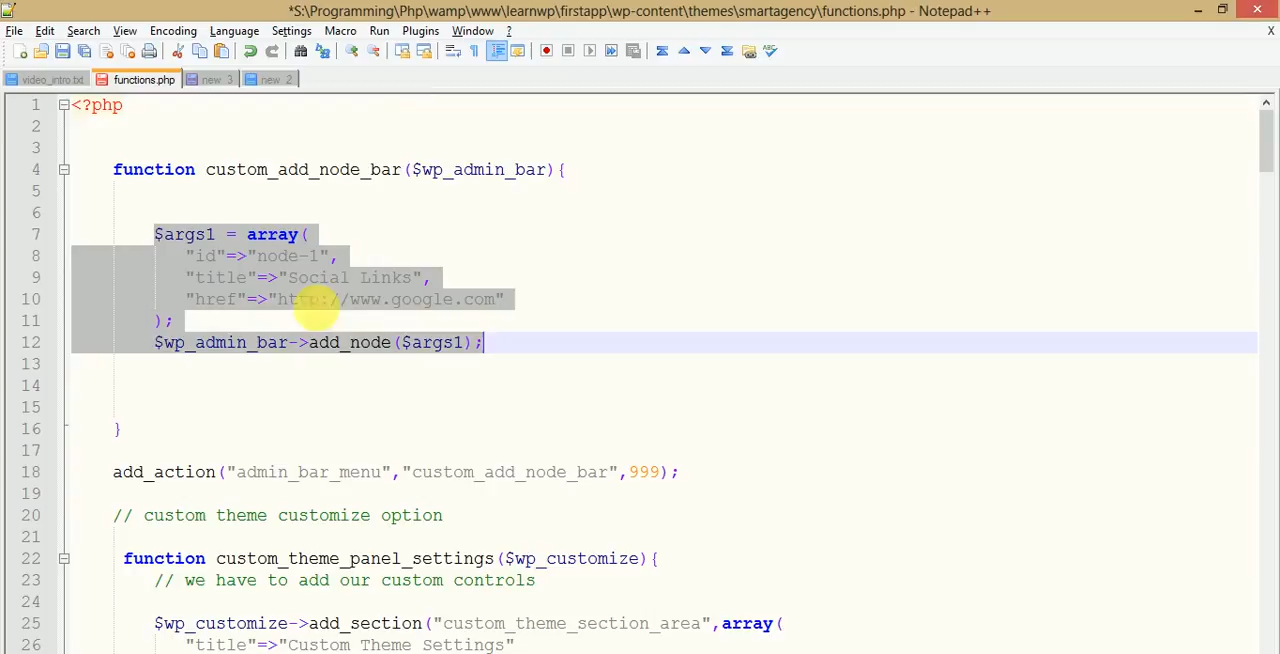 *S:\Programming\Php\wamp\www\learnwp\firstapp\wp-content\themes\smartagency\functions.php - Notepad++
File Edit Search View Encoding Language Settings Macro Run Plugins Window ? X
video_intro.txt functions.php new 3 new 2
1 <?php
2
3
4 function custom_add_node_bar($wp_admin_bar){
5
6
7 $args1 = array(
8 "id"=>"node-1",
9 "title"=>"Social Links",
10 "href"=>"http://www.google.com"
11 );
12 $wp_admin_bar->add_node($args1);
13
14
15
16 }
17
18 add_action("admin_bar_menu","custom_add_node_bar",999);
19
20 // custom theme customize option
21
22 function custom_theme_panel_settings($wp_customize){
23 // we have to add our custom controls
24
25 $wp_customize->add_section("custom_theme_section_area",array(
26 "title"=>"Custom Theme Settings"